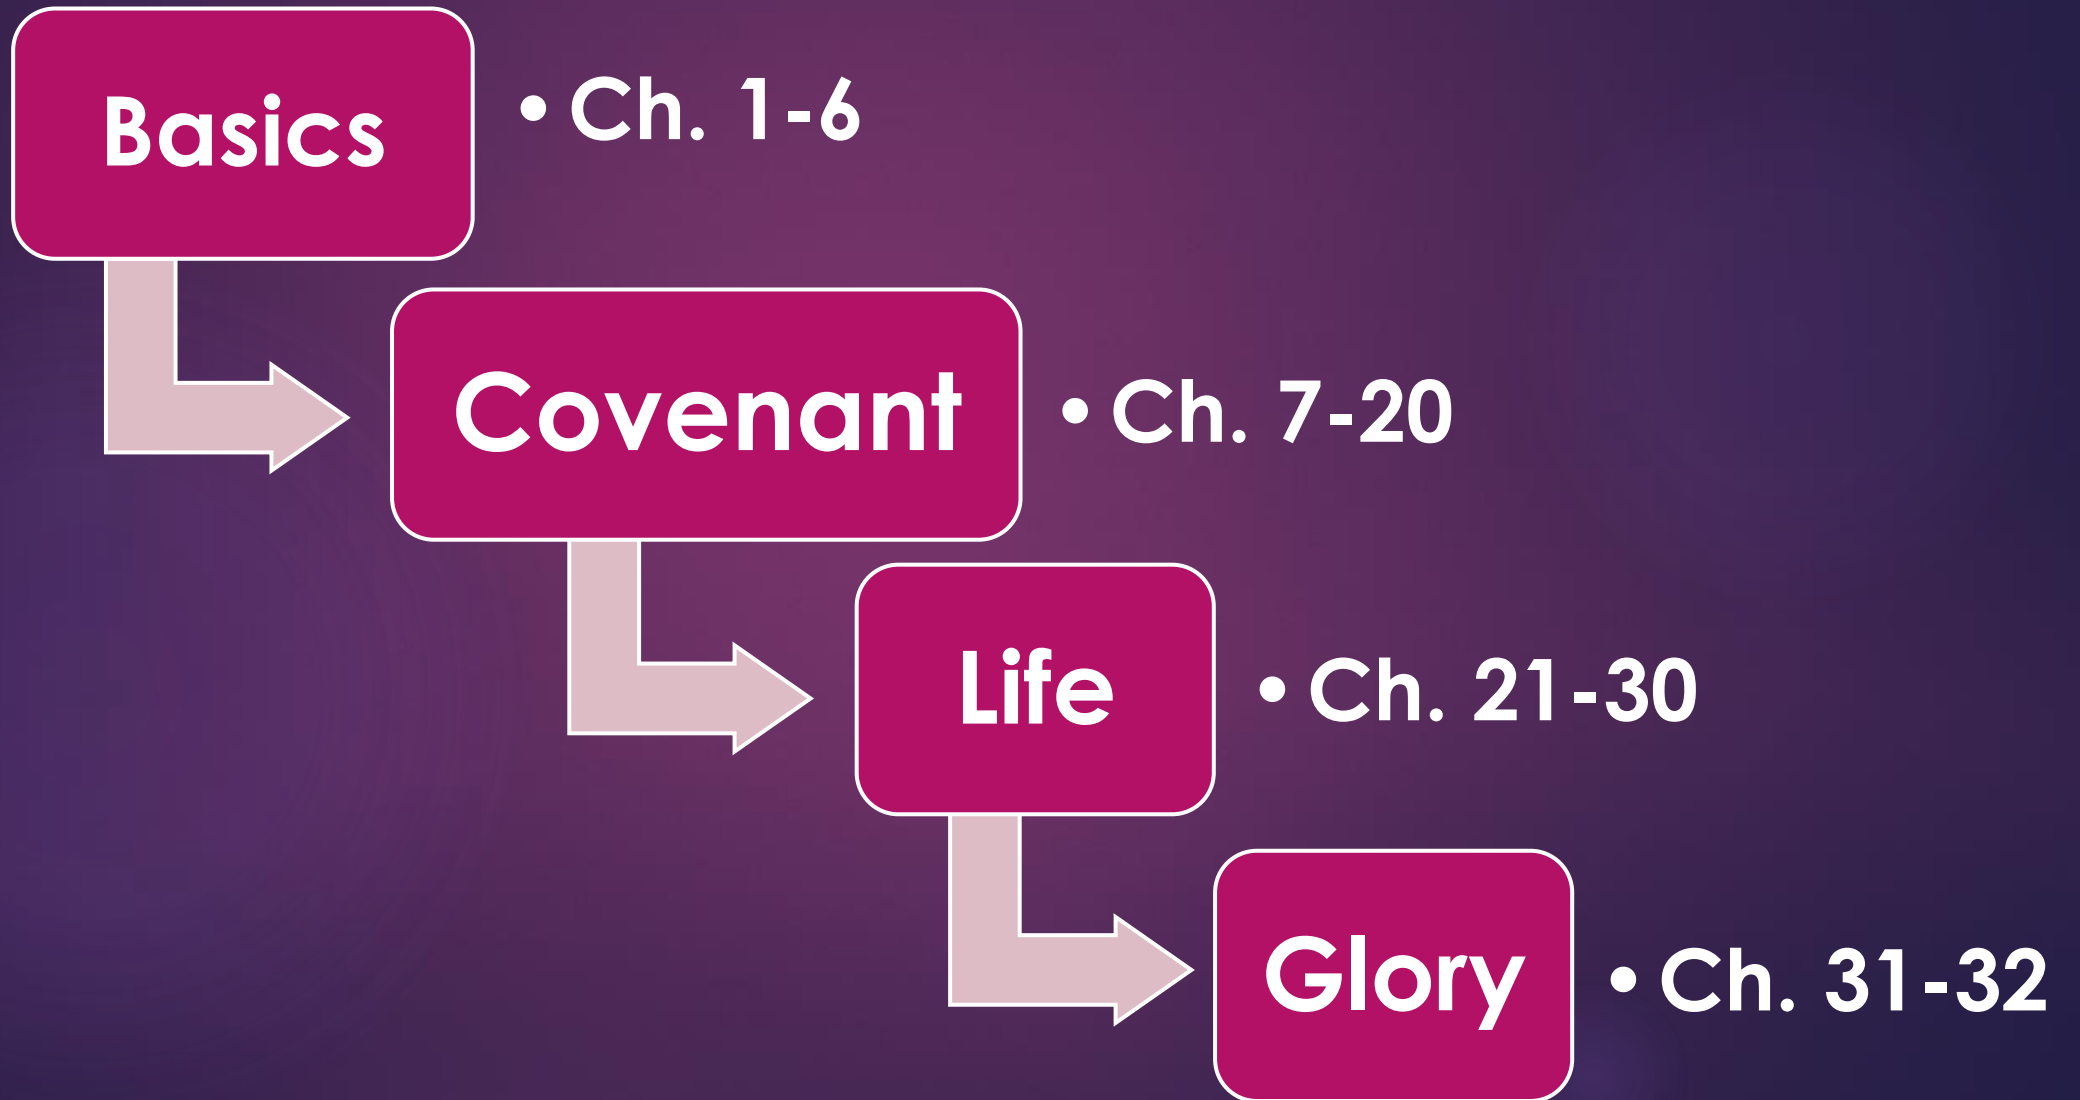 Basics
• Ch. 1-6
Covenant
• Ch. 7-20
Life
• Ch. 21-30
Glory
• Ch. 31-32